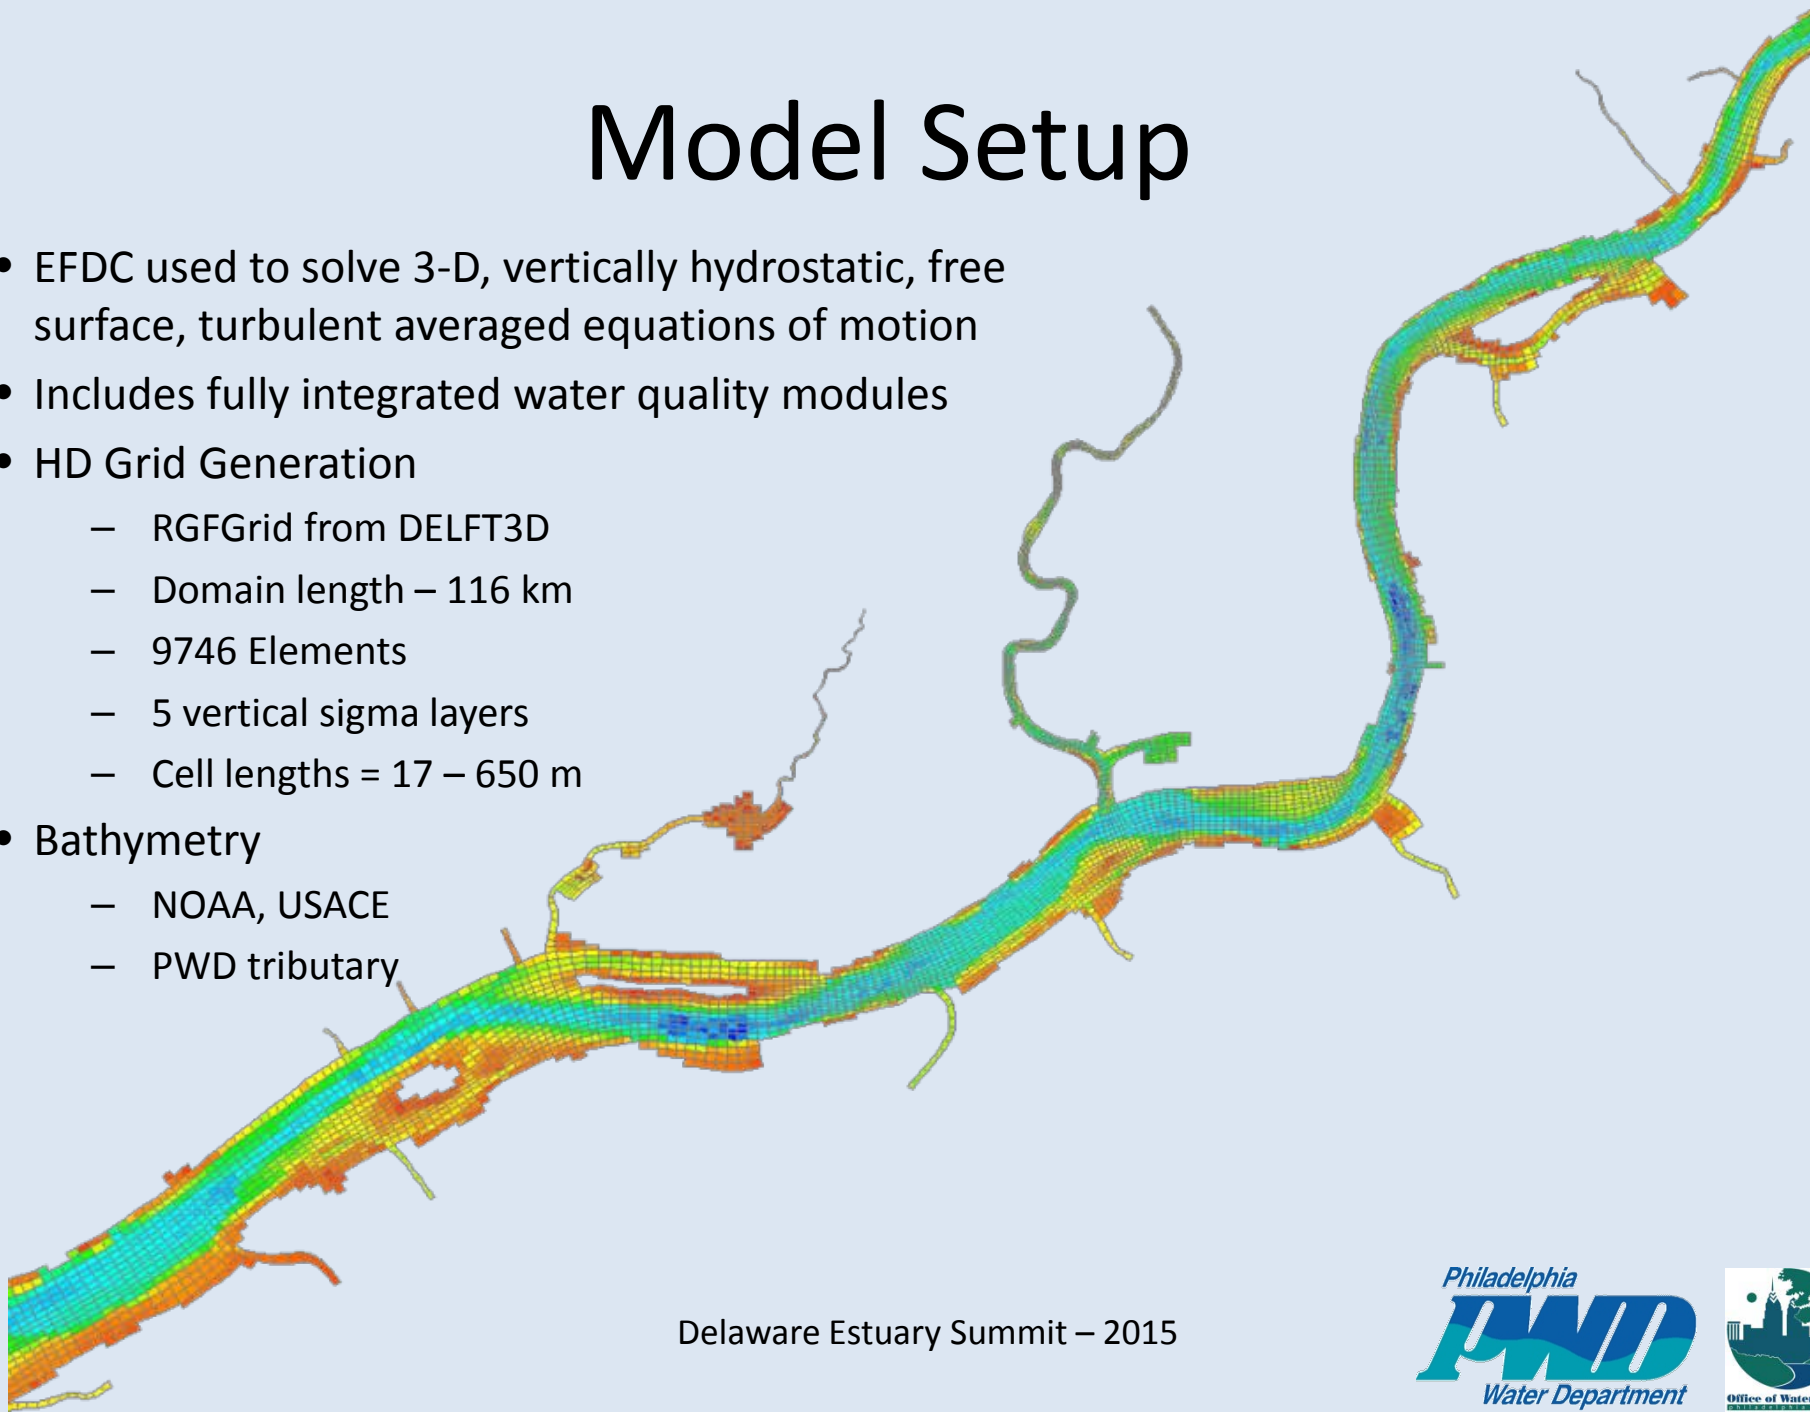 Model Setup
• EFDC used to solve 3-D, vertically hydrostatic, free
surface, turbulent averaged equations of motion
• Includes fully integrated water quality modules
• HD Grid Generation
– RGFGrid from DELFT3D
– Domain length – 116 km
– 9746 Elements
– 5 vertical sigma layers
– Cell lengths = 17 – 650 m
• Bathymetry
– NOAA, USACE
– PWD tributary
Delaware Estuary Summit – 2015
Philadelphia
PWD
Water Department
Office of